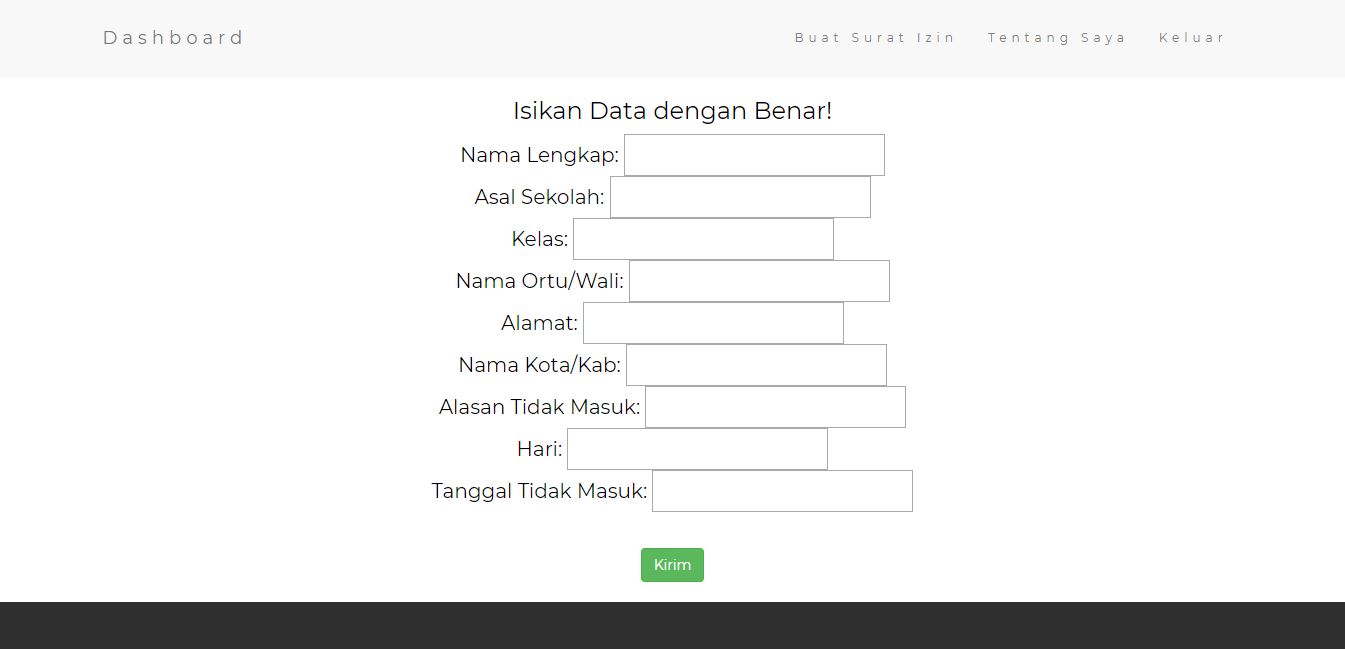 Dashboard Buat Surat Izin Tentang Saya Keluar
Isikan Data dengan Benar!
Nama Lengkap:
Asal Sekolah:
Kelas:
Nama Ortu/Wali:
Alamat:
Nama Kota/Kab:
Alasan Tidak Masuk:
Hari:
Tanggal Tidak Masuk:
Kirim